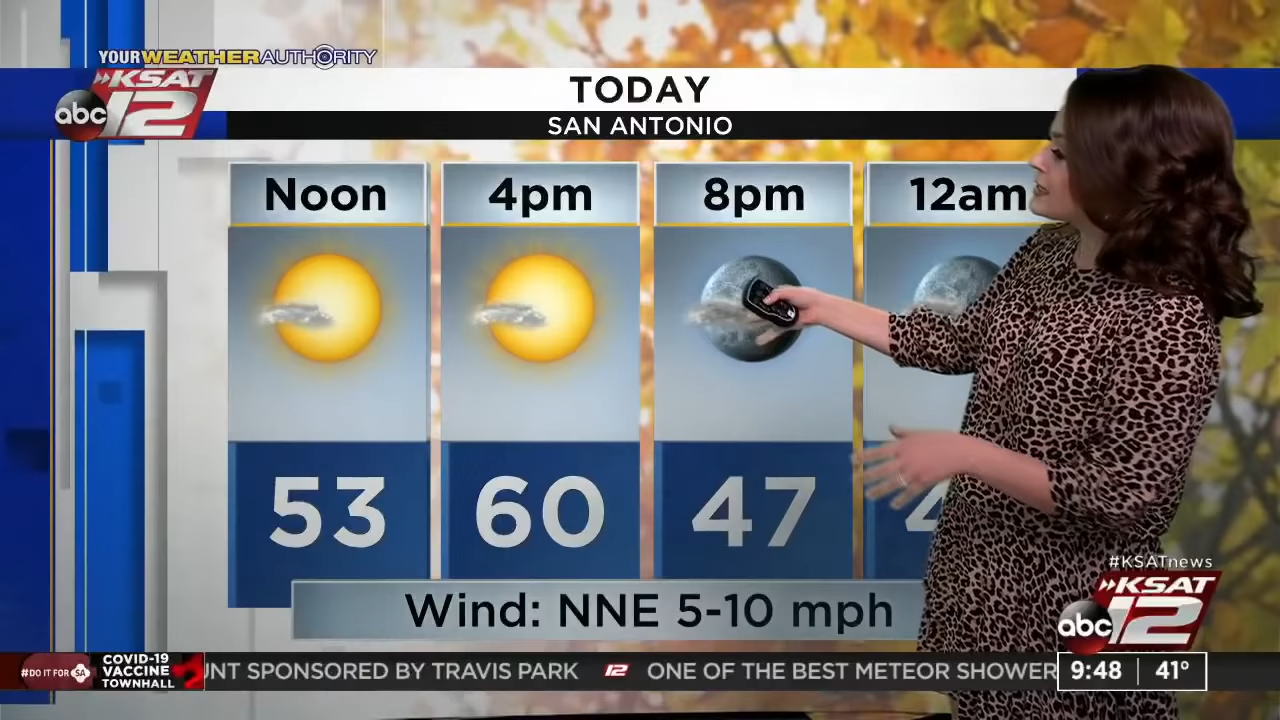 YOURWEATHERAUTHORITY
KSAT
abc 12
TODAY
SAN ANTONIO
Noon 4pm 8pm 12am
53 60 47 4
Wind: NNE 5-10 mph
#KSATnews
KSAT
abc 12
#DO IT FOR SA
COVID-19
VACCINE
TOWNHALL
UNT SPONSORED BY TRAVIS PARK 12 ONE OF THE BEST METEOR SHOWER
9:48 41°